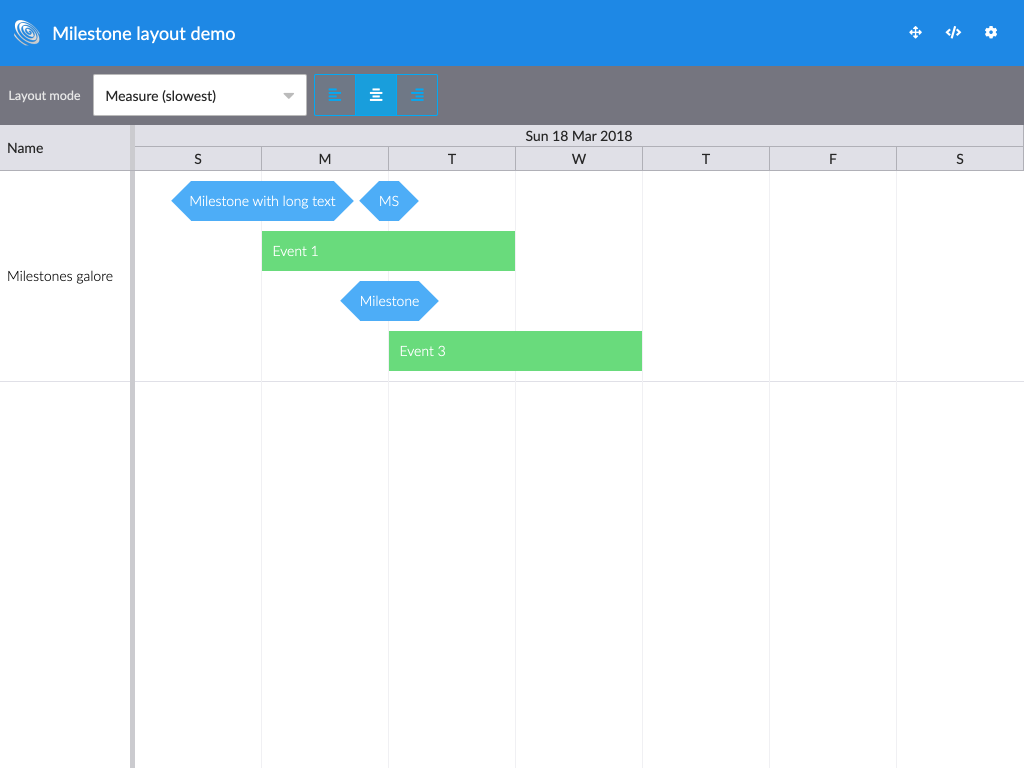 Milestone layout demo
Layout mode
Measure (slowest)
Name
Sun 18 Mar 2018
S M T W T F S
Milestones galore
Milestone with long text
MS
Event 1
Milestone
Event 3